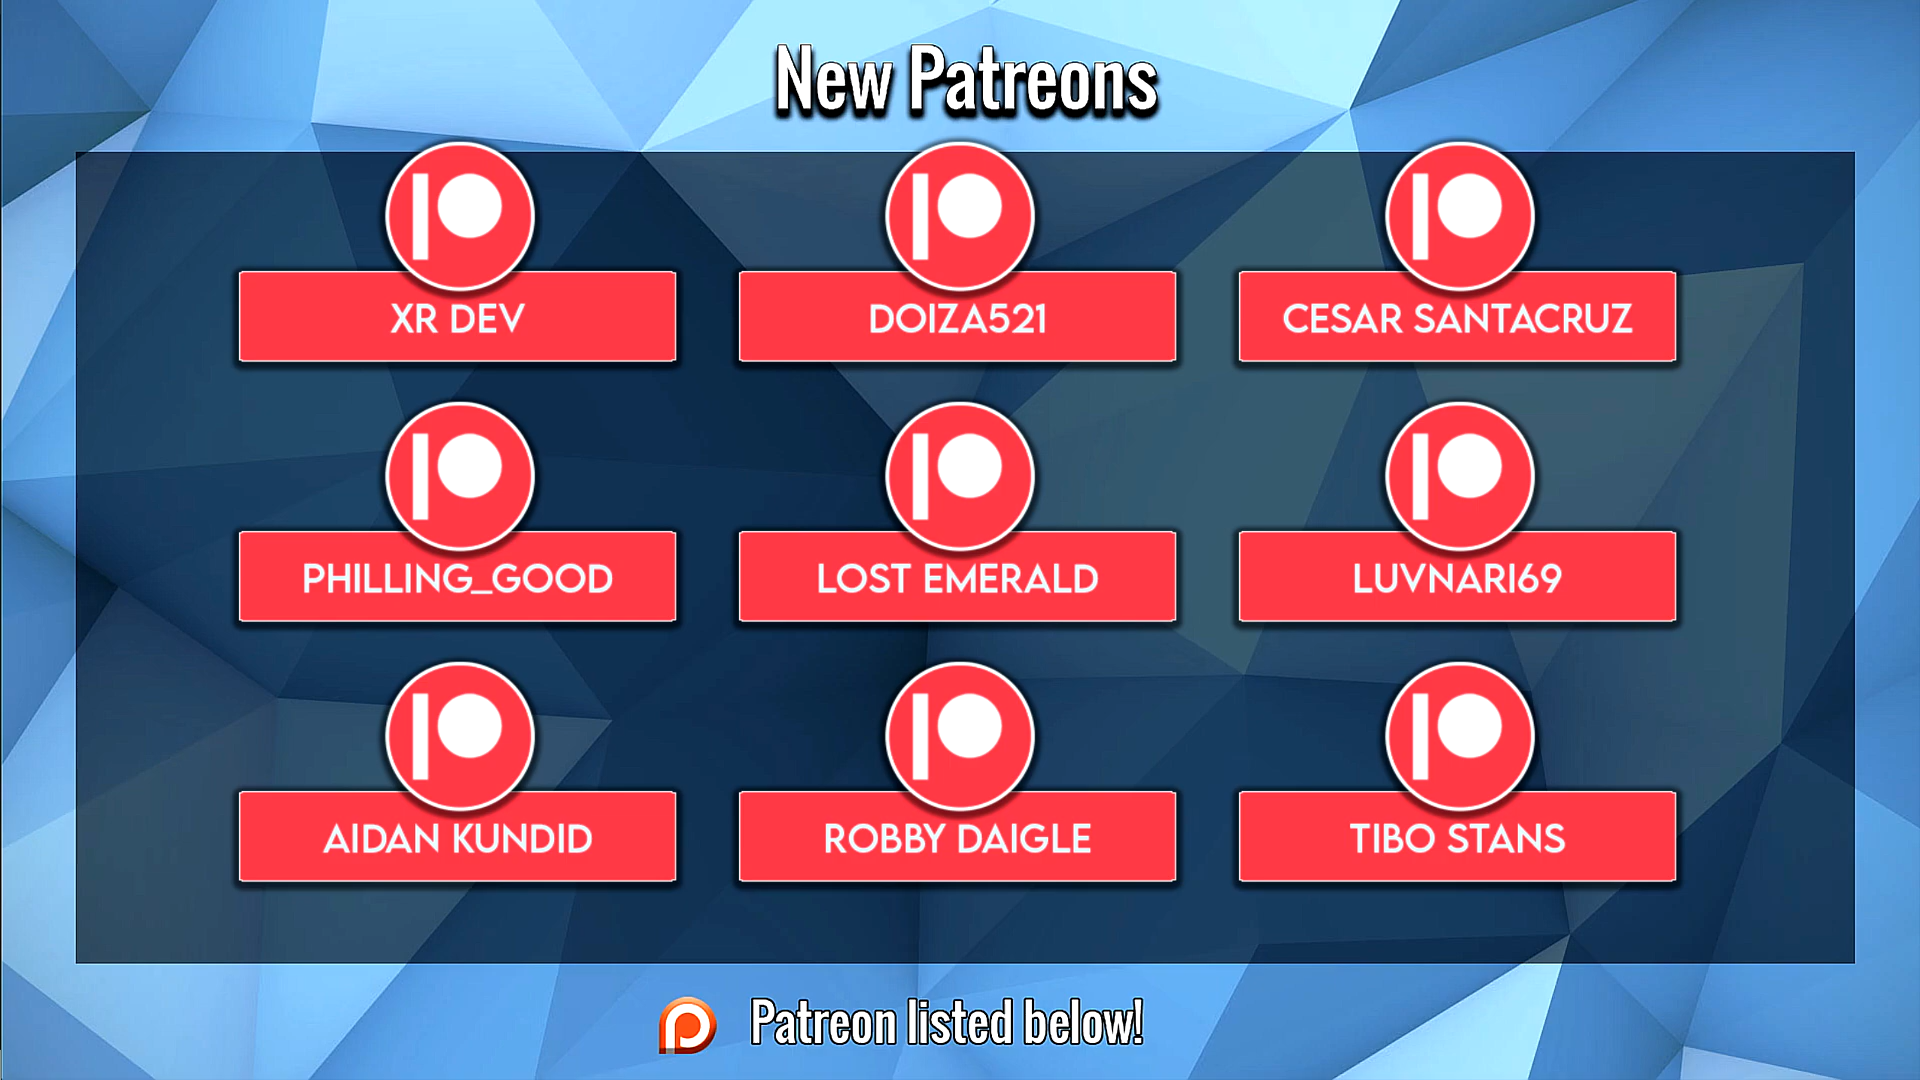 New Patreons
XR DEV
DOIZA521
CESAR SANTACRUZ
PHILLING_GOOD
LOST EMERALD
LUVNARI69
AIDAN KUNDID
ROBBY DAIGLE
TIBO STANS
Patreon listed below!